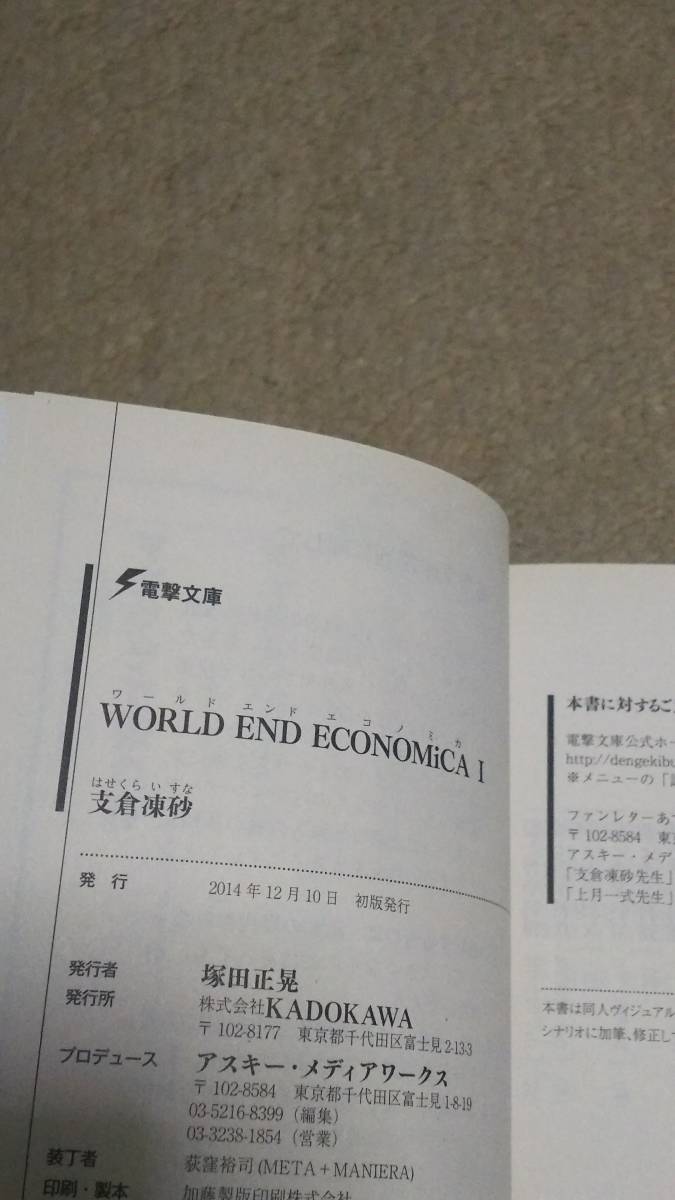 電撃文庫
ワールド エンド エコノミカ
WORLD END ECONOMiCA I
はせくら い すな
支倉凍砂
発 行 2014年12月10日 初版発行
発行者 塚田正晃
発行所 株式会社KADOKAWA
〒102-8177 東京都千代田区富士見2-13-3
プロデュース アスキー・メディアワークス
〒102-8584 東京都千代田区富士見1-8-19
03-5216-8399（編集）
03-3238-1854（営業）
装丁者 荻窪裕司(META+MANIERA)
印刷・製本 加藤製版印刷株式会社
本書に対するご
電撃文庫公式ホー
http://dengekibu
※メニューの「
ファンレターあ
〒102-8584 東
アスキー・メデ
「支倉凍砂先生」
「上月一式先生」
本書は同人ヴィジュアル
シナリオに加筆、修正し